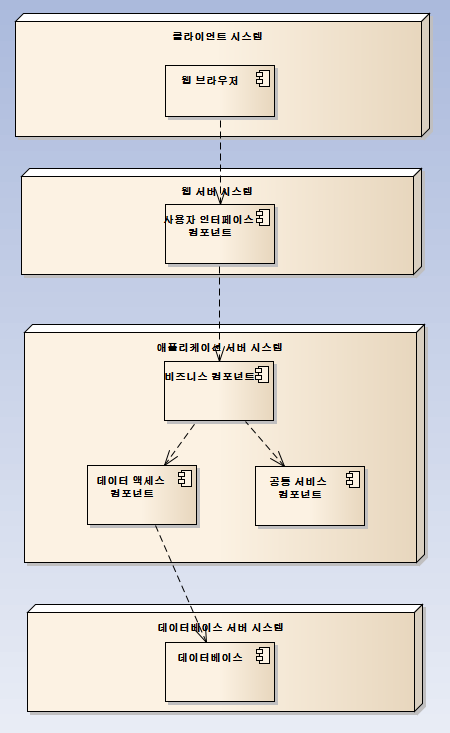 클라이언트 시스템
웹 브라우저
웹 서버 시스템
사용자 인터페이스
컴포넌트
애플리케이션 서버 시스템
비즈니스 컴포넌트
데이터 액세스
컴포넌트
공통 서비스
컴포넌트
데이터베이스 서버 시스템
데이터베이스